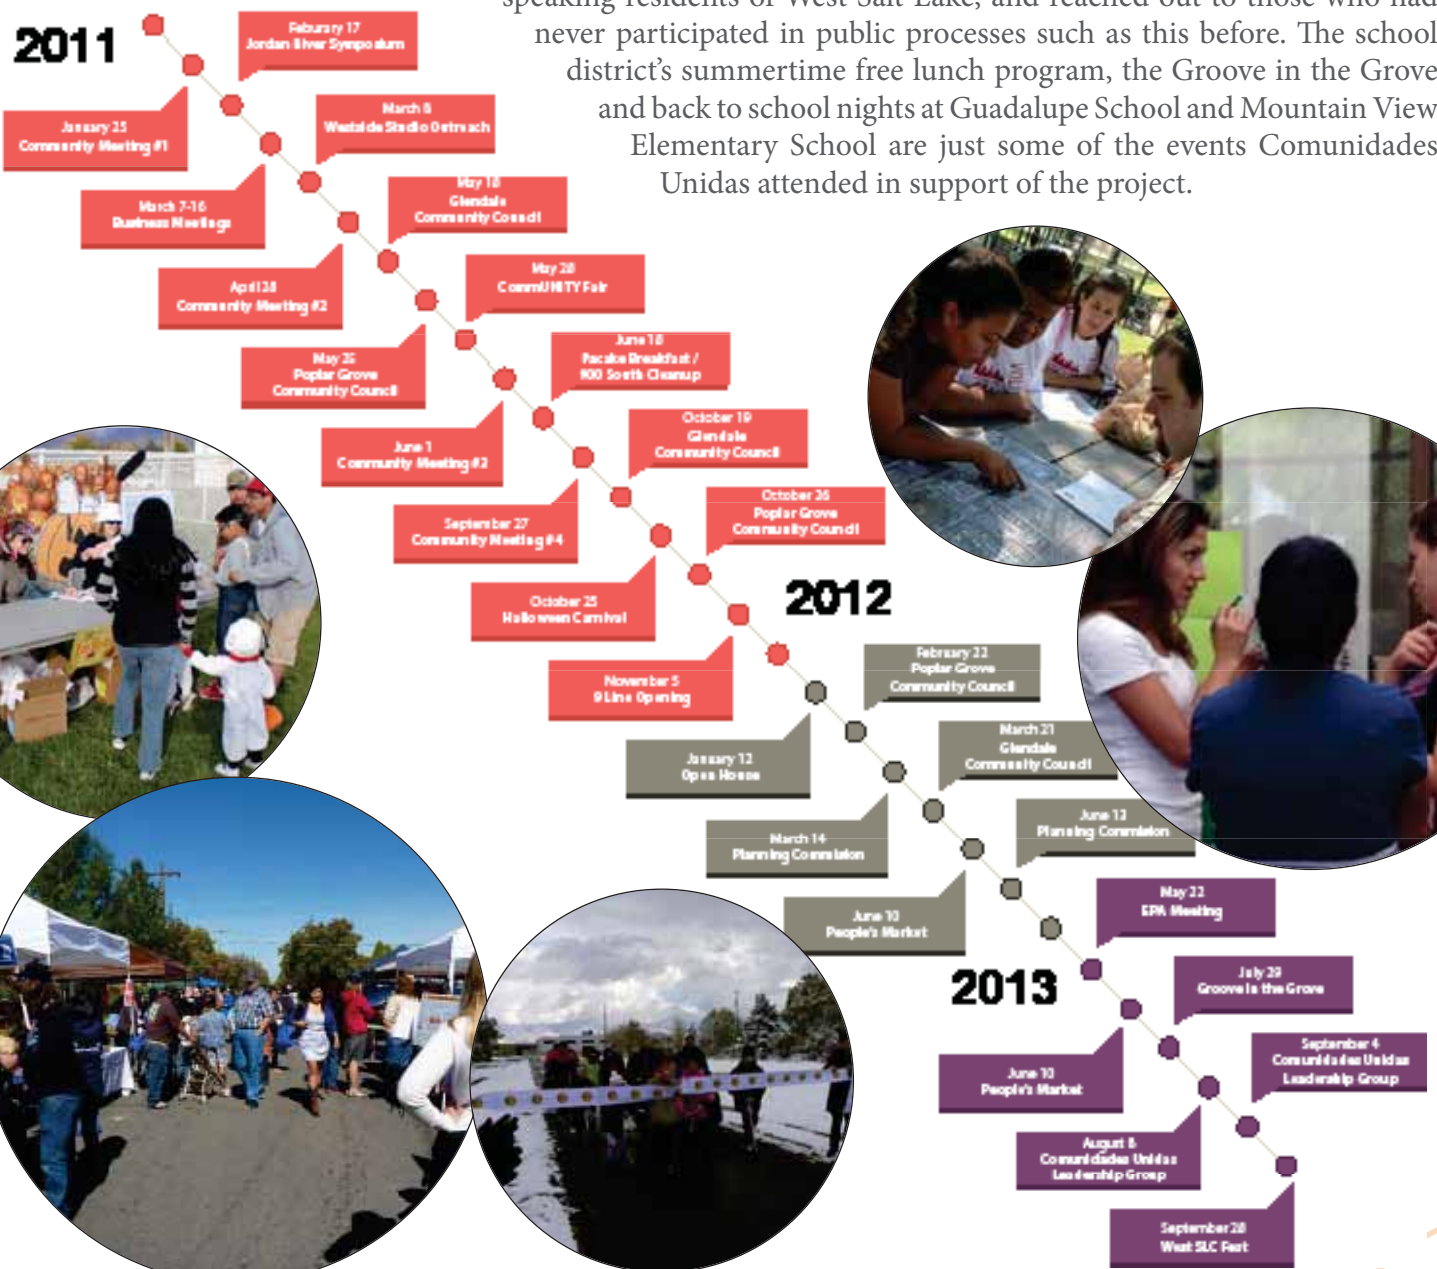 speaking residents of West Salt Lake, and reached out to those who had
never participated in public processes such as this before. The school
district's summertime free lunch program, the Groove in the Grove
and back to school nights at Guadalupe School and Mountain View
Elementary School are just some of the events Comunidades
Unidas attended in support of the project.
2011
January 25
Community Meeting #1
Feburary 17
Jordan River Symposium
March 7-16
Business Meetings
March 8
Westside Studio Outreach
April 28
Community Meeting #2
May 18
Glendale
Community Council
May 25
Poplar Grove
Community Council
May 28
CommUNITY Fair
June 1
Community Meeting #3
June 18
Pacake Breakfast /
900 South Cleanup
September 27
Community Meeting #4
October 19
Glendale
Community Council
October 25
Halloween Carnival
October 26
Poplar Grove
Community Council
November 5
9 Line Opening
2012
January 12
Open House
February 22
Poplar Grove
Community Council
March 14
Planning Commission
March 21
Glendale
Community Council
June 10
People's Market
June 13
Planning Commission
2013
May 22
EPA Meeting
June 10
People's Market
July 29
Groove in the Grove
August 8
Comunidades Unidas
Leadership Group
September 4
Comunidades Unidas
Leadership Group
September 28
West SLC Fest